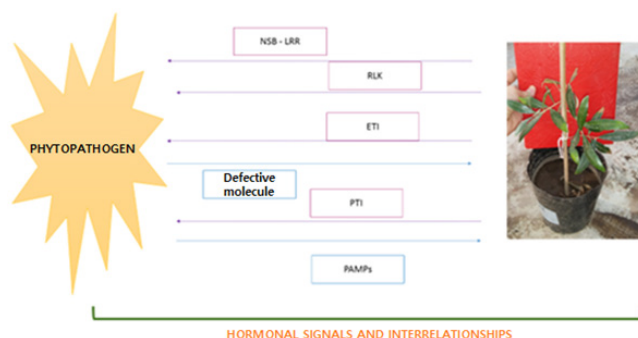 NSB - LRR
RLK
ETI
PHYTOPATHOGEN
Defective
molecule
PTI
PAMPs
HORMONAL SIGNALS AND INTERRELATIONSHIPS